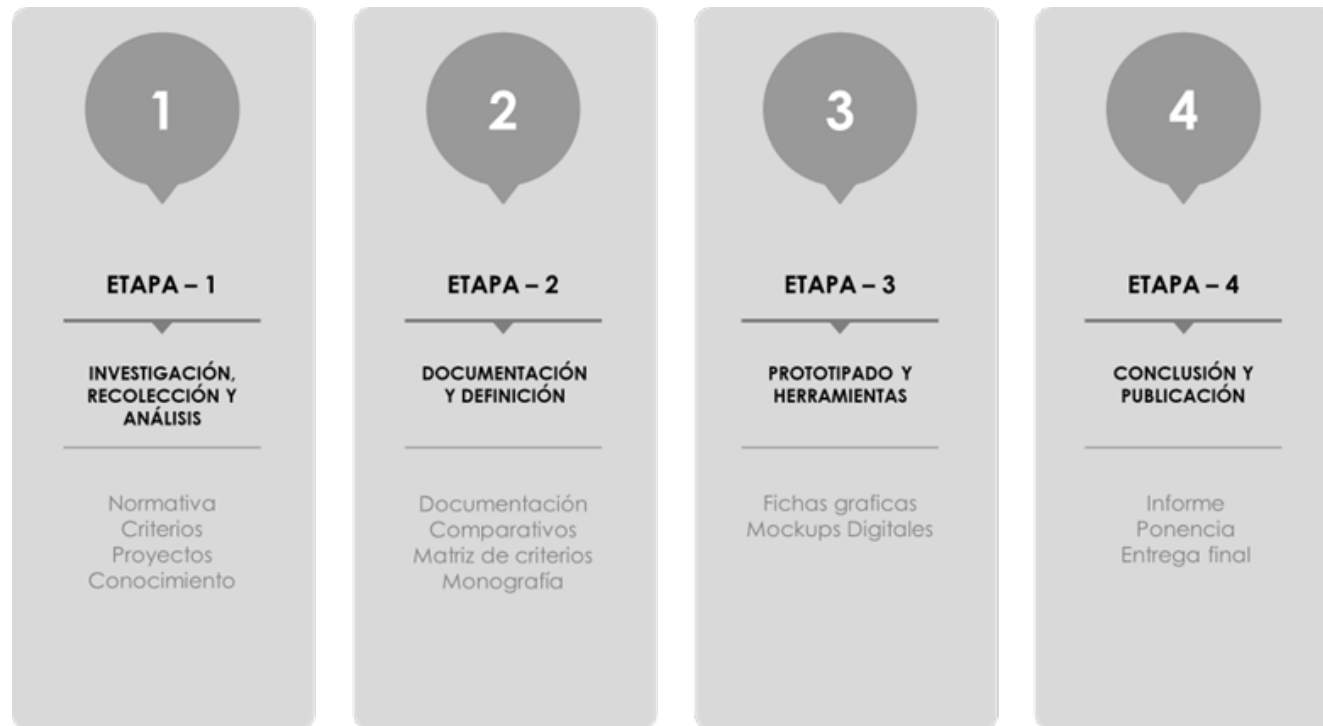 1
ETAPA – 1
INVESTIGACIÓN,
RECOLECCIÓN Y
ANÁLISIS
Normativa
Criterios
Proyectos
Conocimiento
2
ETAPA – 2
DOCUMENTACIÓN
Y DEFINICIÓN
Documentación
Comparativos
Matriz de criterios
Monografía
3
ETAPA – 3
PROTOTIPADO Y
HERRAMIENTAS
Fichas graficas
Mockups Digitales
4
ETAPA – 4
CONCLUSIÓN Y
PUBLICACIÓN
Informe
Ponencia
Entrega final